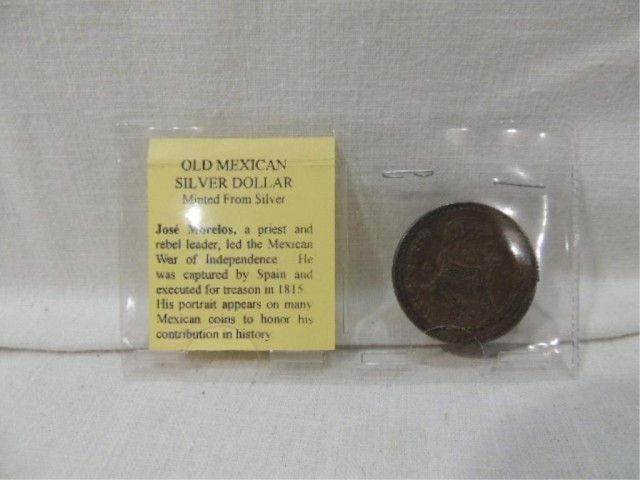 OLD MEXICAN
SILVER DOLLAR
Minted From Silver
José Morelos, a priest and
rebel leader, led the Mexican
War of Independence He
was captured by Spain and
executed for treason in 1815
His portrait appears on many
Mexican coins to honor his
contribution in history